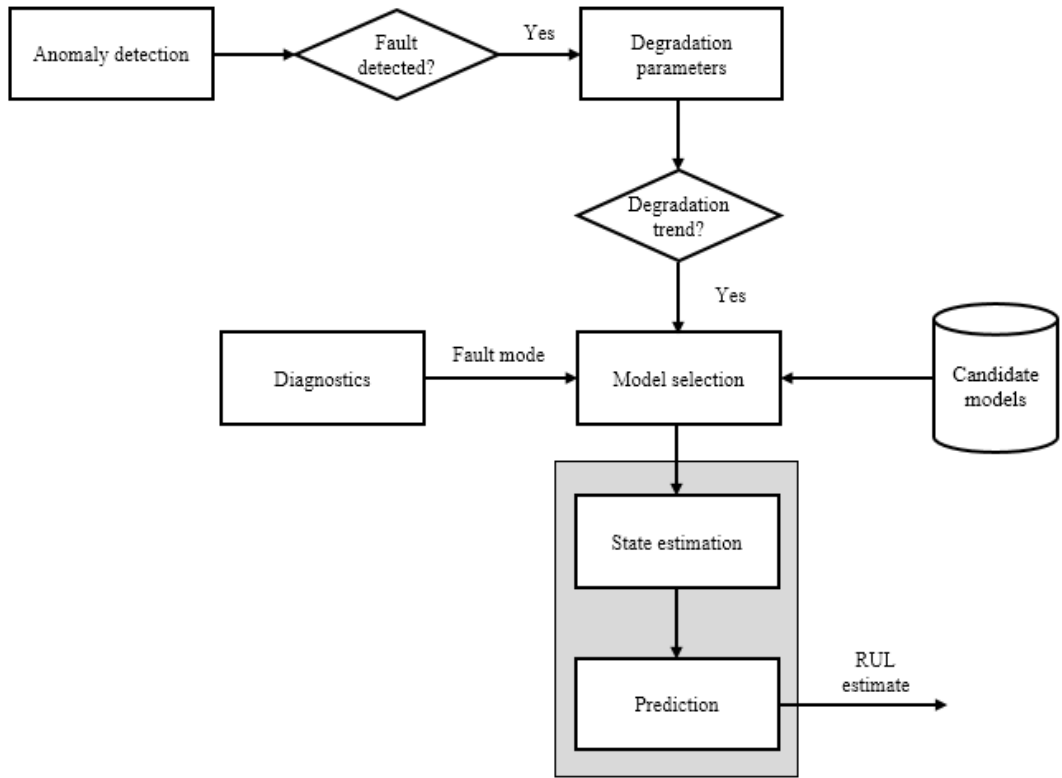 Anomaly detection
Fault
detected?
Yes
Degradation
parameters
Degradation
trend?
Yes
Diagnostics
Fault mode
Model selection
Candidate
models
State estimation
Prediction
RUL
estimate